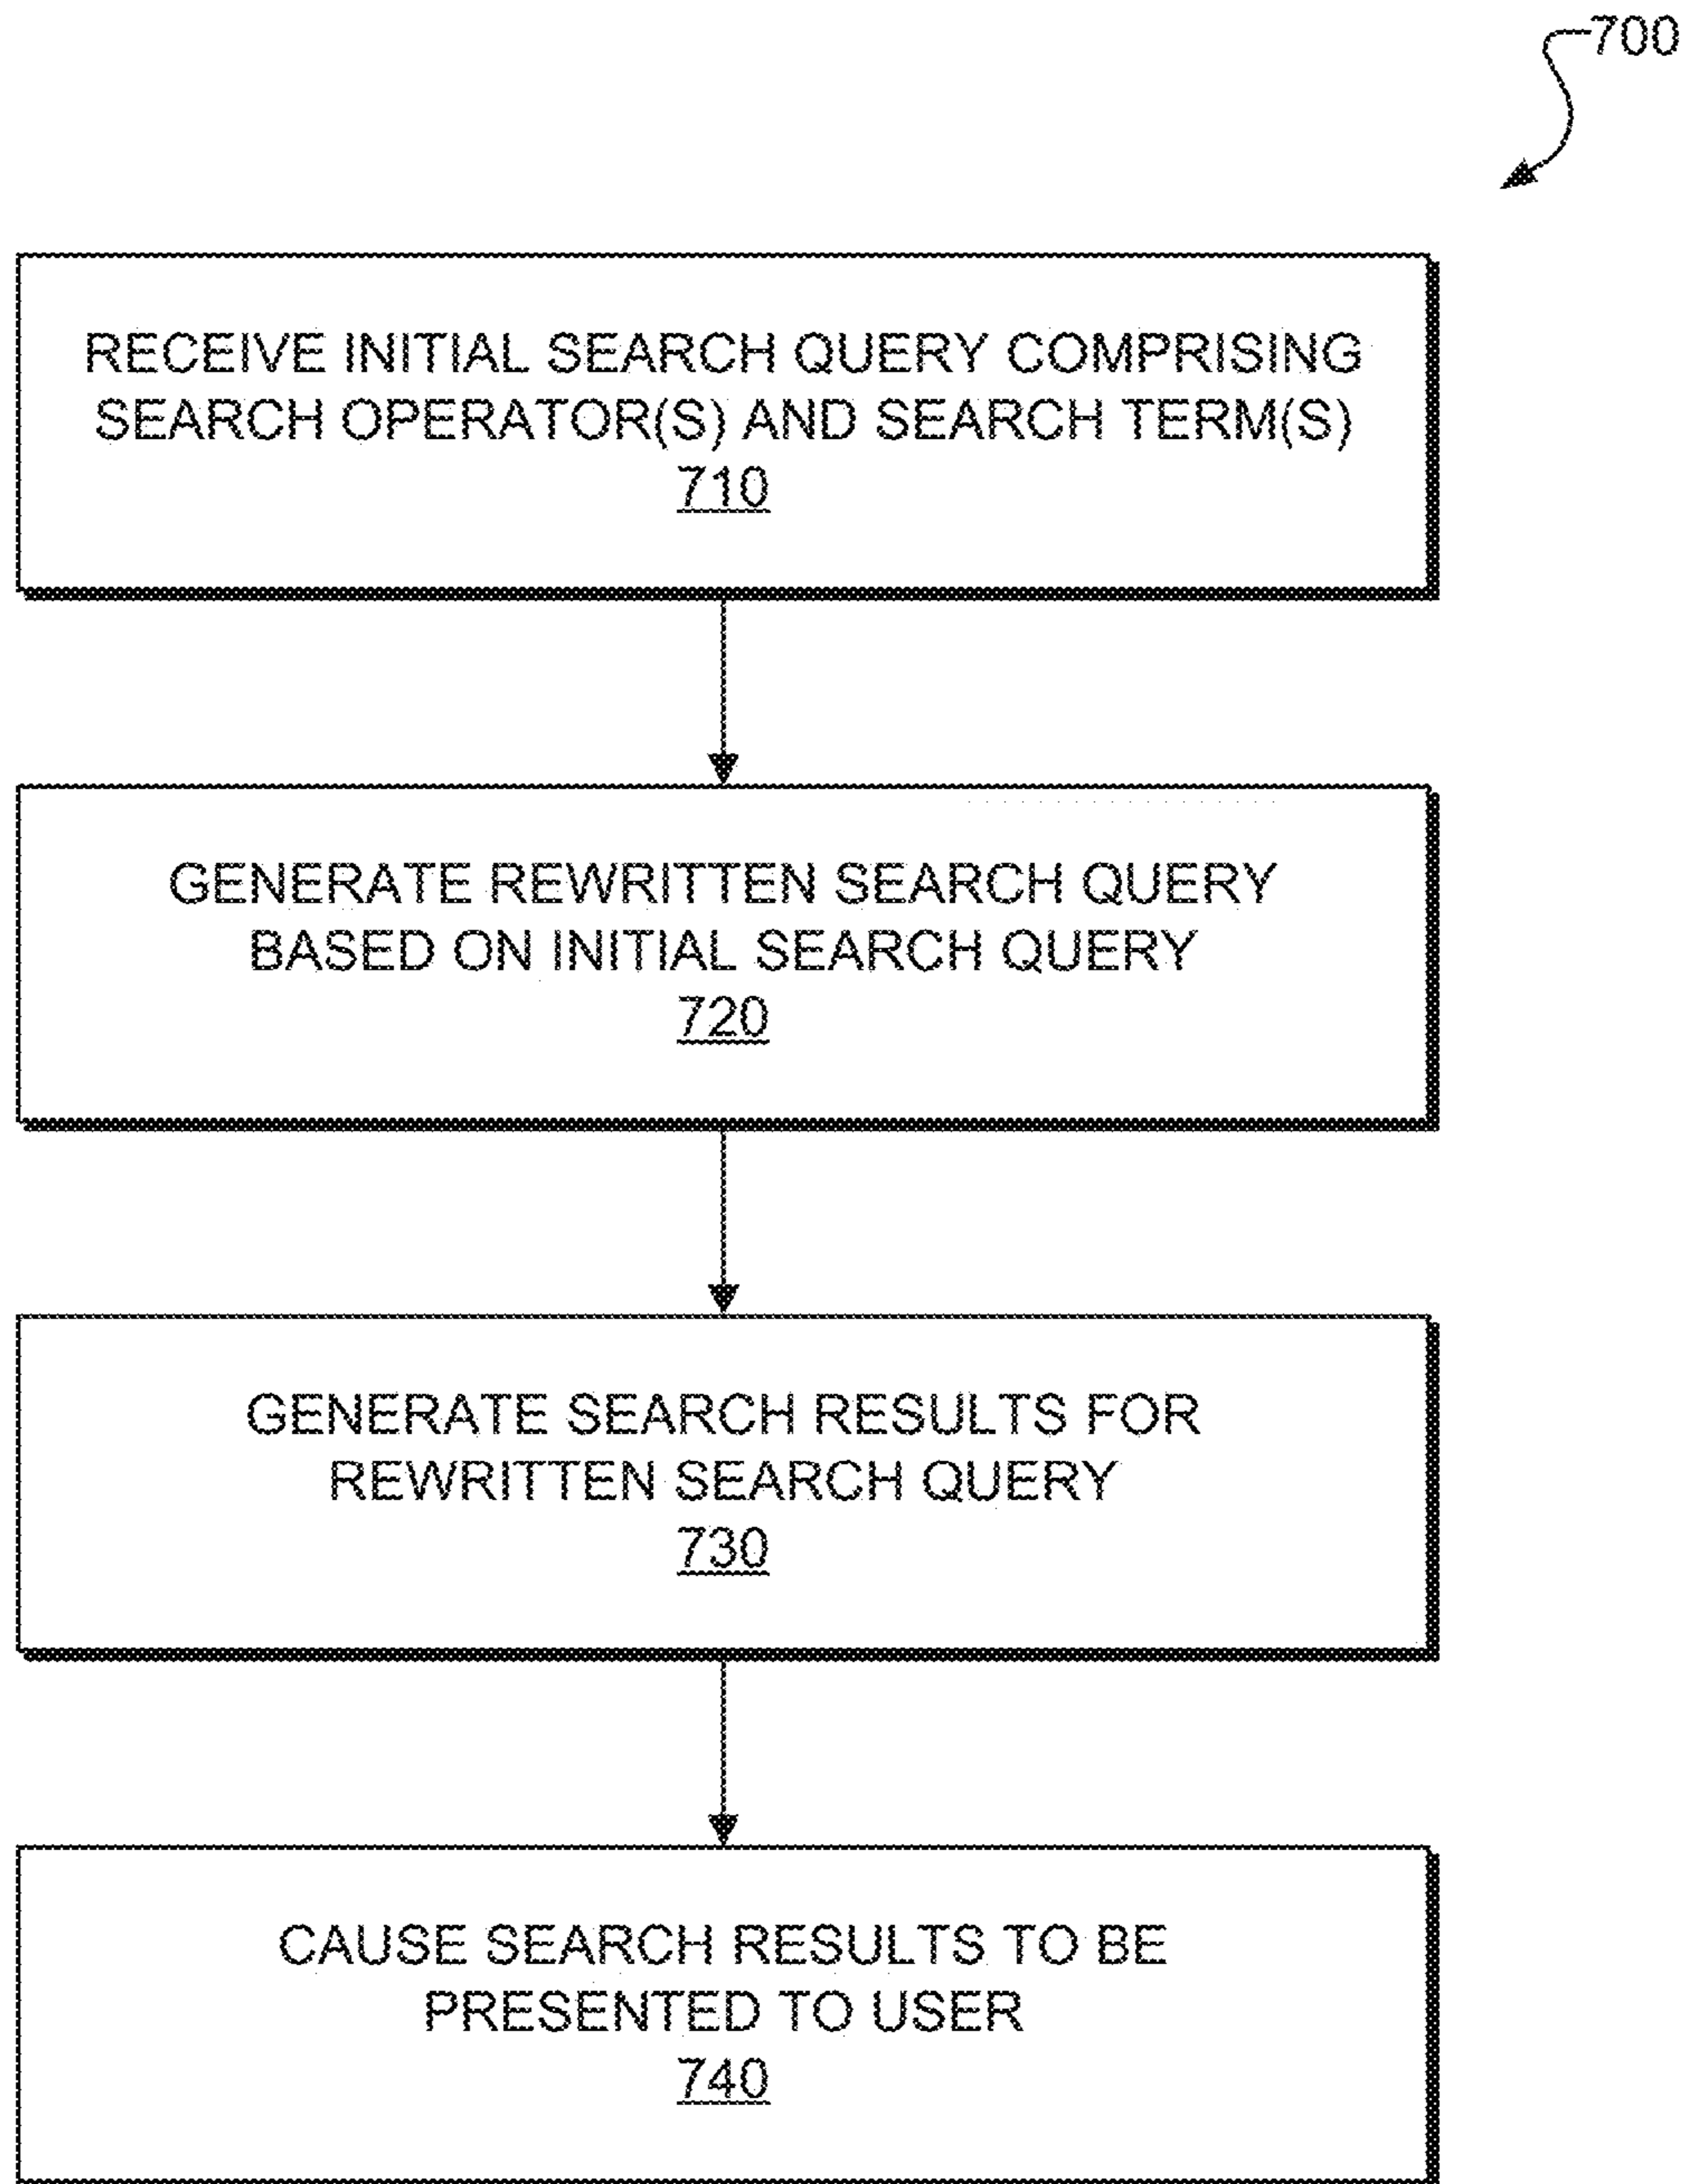 700
RECEIVE INITIAL SEARCH QUERY COMPRISING
SEARCH OPERATOR(S) AND SEARCH TERM(S)
710
GENERATE REWRITTEN SEARCH QUERY
BASED ON INITIAL SEARCH QUERY
720
GENERATE SEARCH RESULTS FOR
REWRITTEN SEARCH QUERY
730
CAUSE SEARCH RESULTS TO BE
PRESENTED TO USER
740